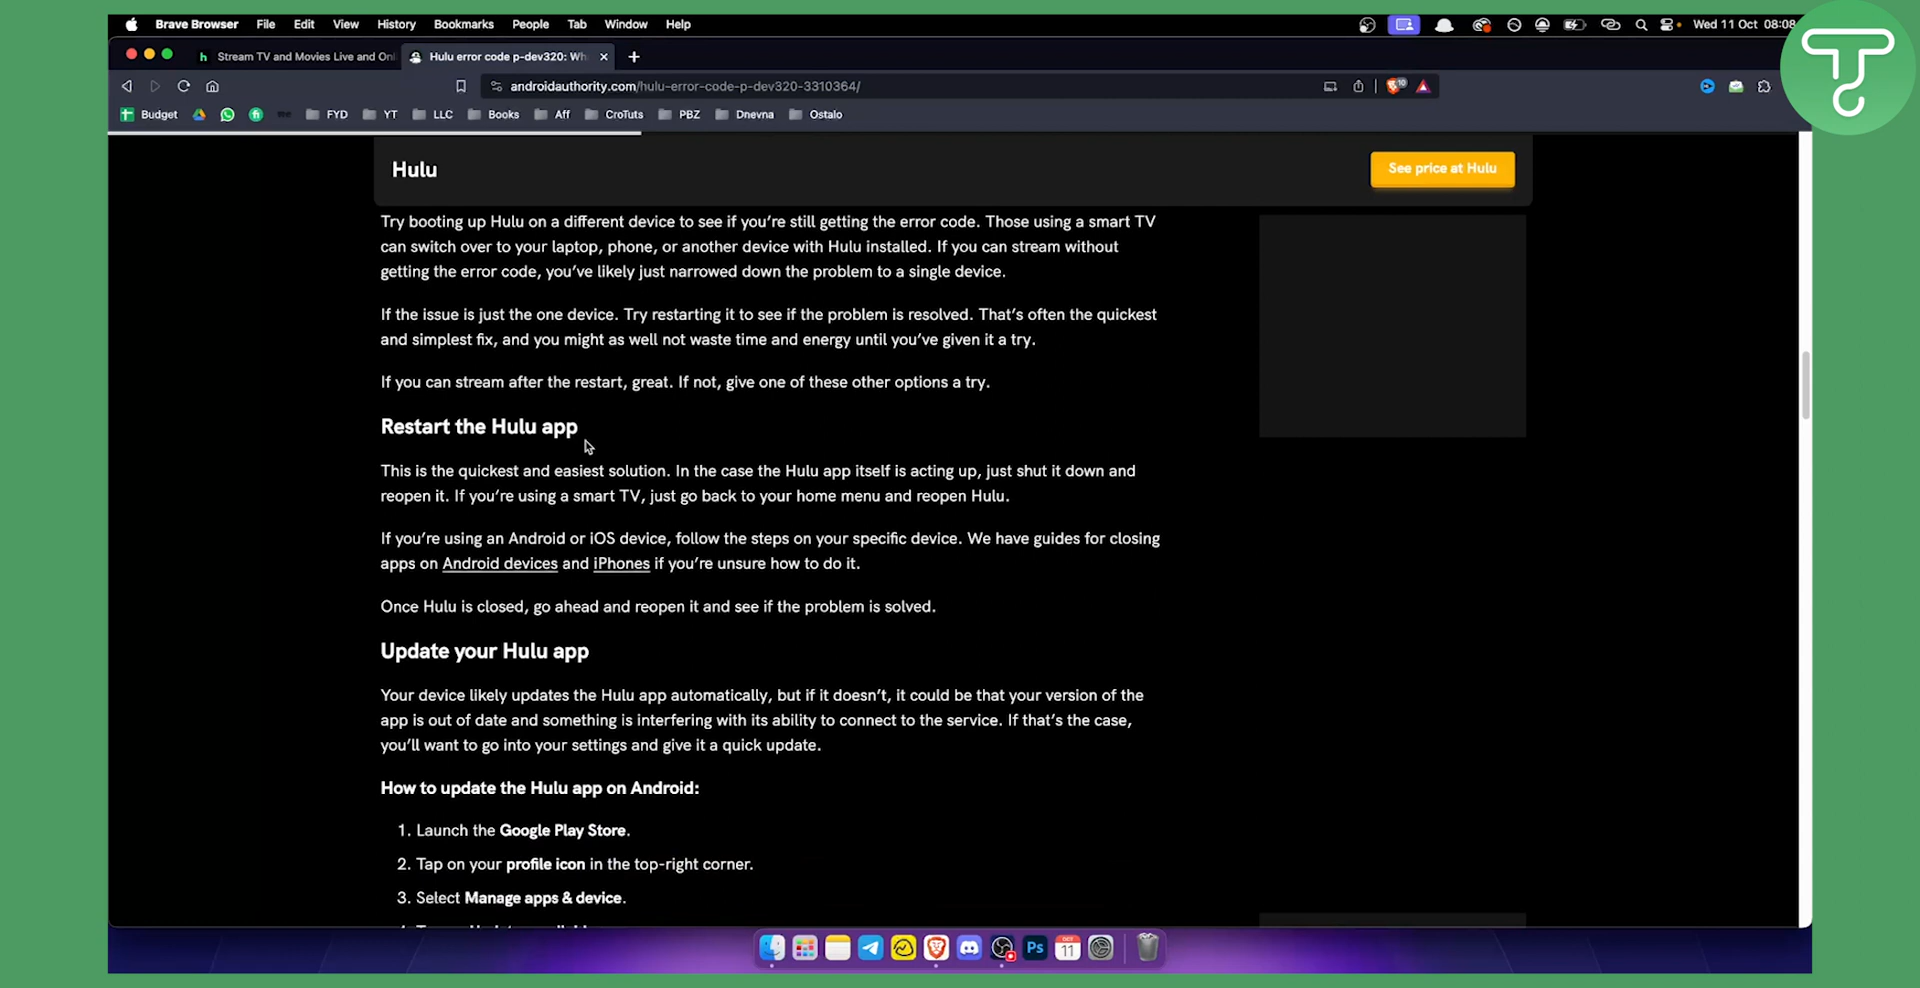 Brave Browser File Edit View History Bookmarks People Tab Window Help Wed 11 Oct 08:08
Stream TV and Movies Live and Onl
Hulu error code p-dev320: Wh
androidauthority.com/hulu-error-code-p-dev320-3310364/
Budget FYD YT LLC Books Aff CroTuts PBZ Dnevna Ostalo
Hulu
See price at Hulu
Try booting up Hulu on a different device to see if you're still getting the error code. Those using a smart TV
can switch over to your laptop, phone, or another device with Hulu installed. If you can stream without
getting the error code, you've likely just narrowed down the problem to a single device.
If the issue is just the one device. Try restarting it to see if the problem is resolved. That's often the quickest
and simplest fix, and you might as well not waste time and energy until you've given it a try.
If you can stream after the restart, great. If not, give one of these other options a try.
Restart the Hulu app
This is the quickest and easiest solution. In the case the Hulu app itself is acting up, just shut it down and
reopen it. If you're using a smart TV, just go back to your home menu and reopen Hulu.
If you're using an Android or iOS device, follow the steps on your specific device. We have guides for closing
apps on Android devices and iPhones if you're unsure how to do it.
Once Hulu is closed, go ahead and reopen it and see if the problem is solved.
Update your Hulu app
Your device likely updates the Hulu app automatically, but if it doesn't, it could be that your version of the
app is out of date and something is interfering with its ability to connect to the service. If that's the case,
you'll want to go into your settings and give it a quick update.
How to update the Hulu app on Android:
1. Launch the Google Play Store.
2. Tap on your profile icon in the top-right corner.
3. Select Manage apps & device.
Ps
11